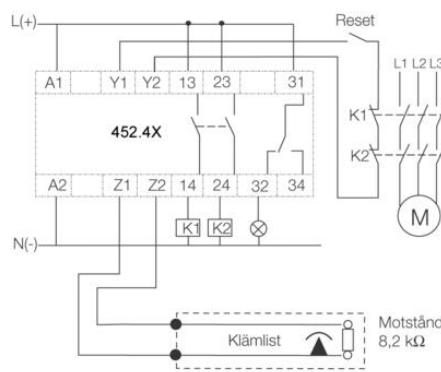 L(+)
Reset
L1 L2 L3
A1 Y1 Y2 13 23 31
K1
452.4X
K2
A2 Z1 Z2 14 24 32 34
K1 K2
M
N(-)
Klämlist
Motstånd
8,2 kΩ